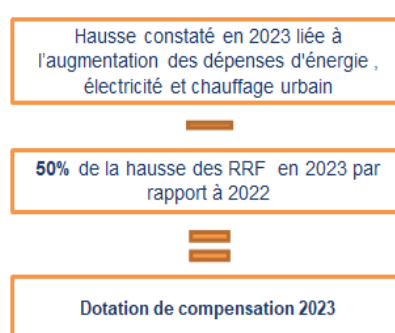 Hausse constaté en 2023 liée à
l'augmentation des dépenses d'énergie ,
électricité et chauffage urbain
50% de la hausse des RRF en 2023 par
rapport à 2022
Dotation de compensation 2023